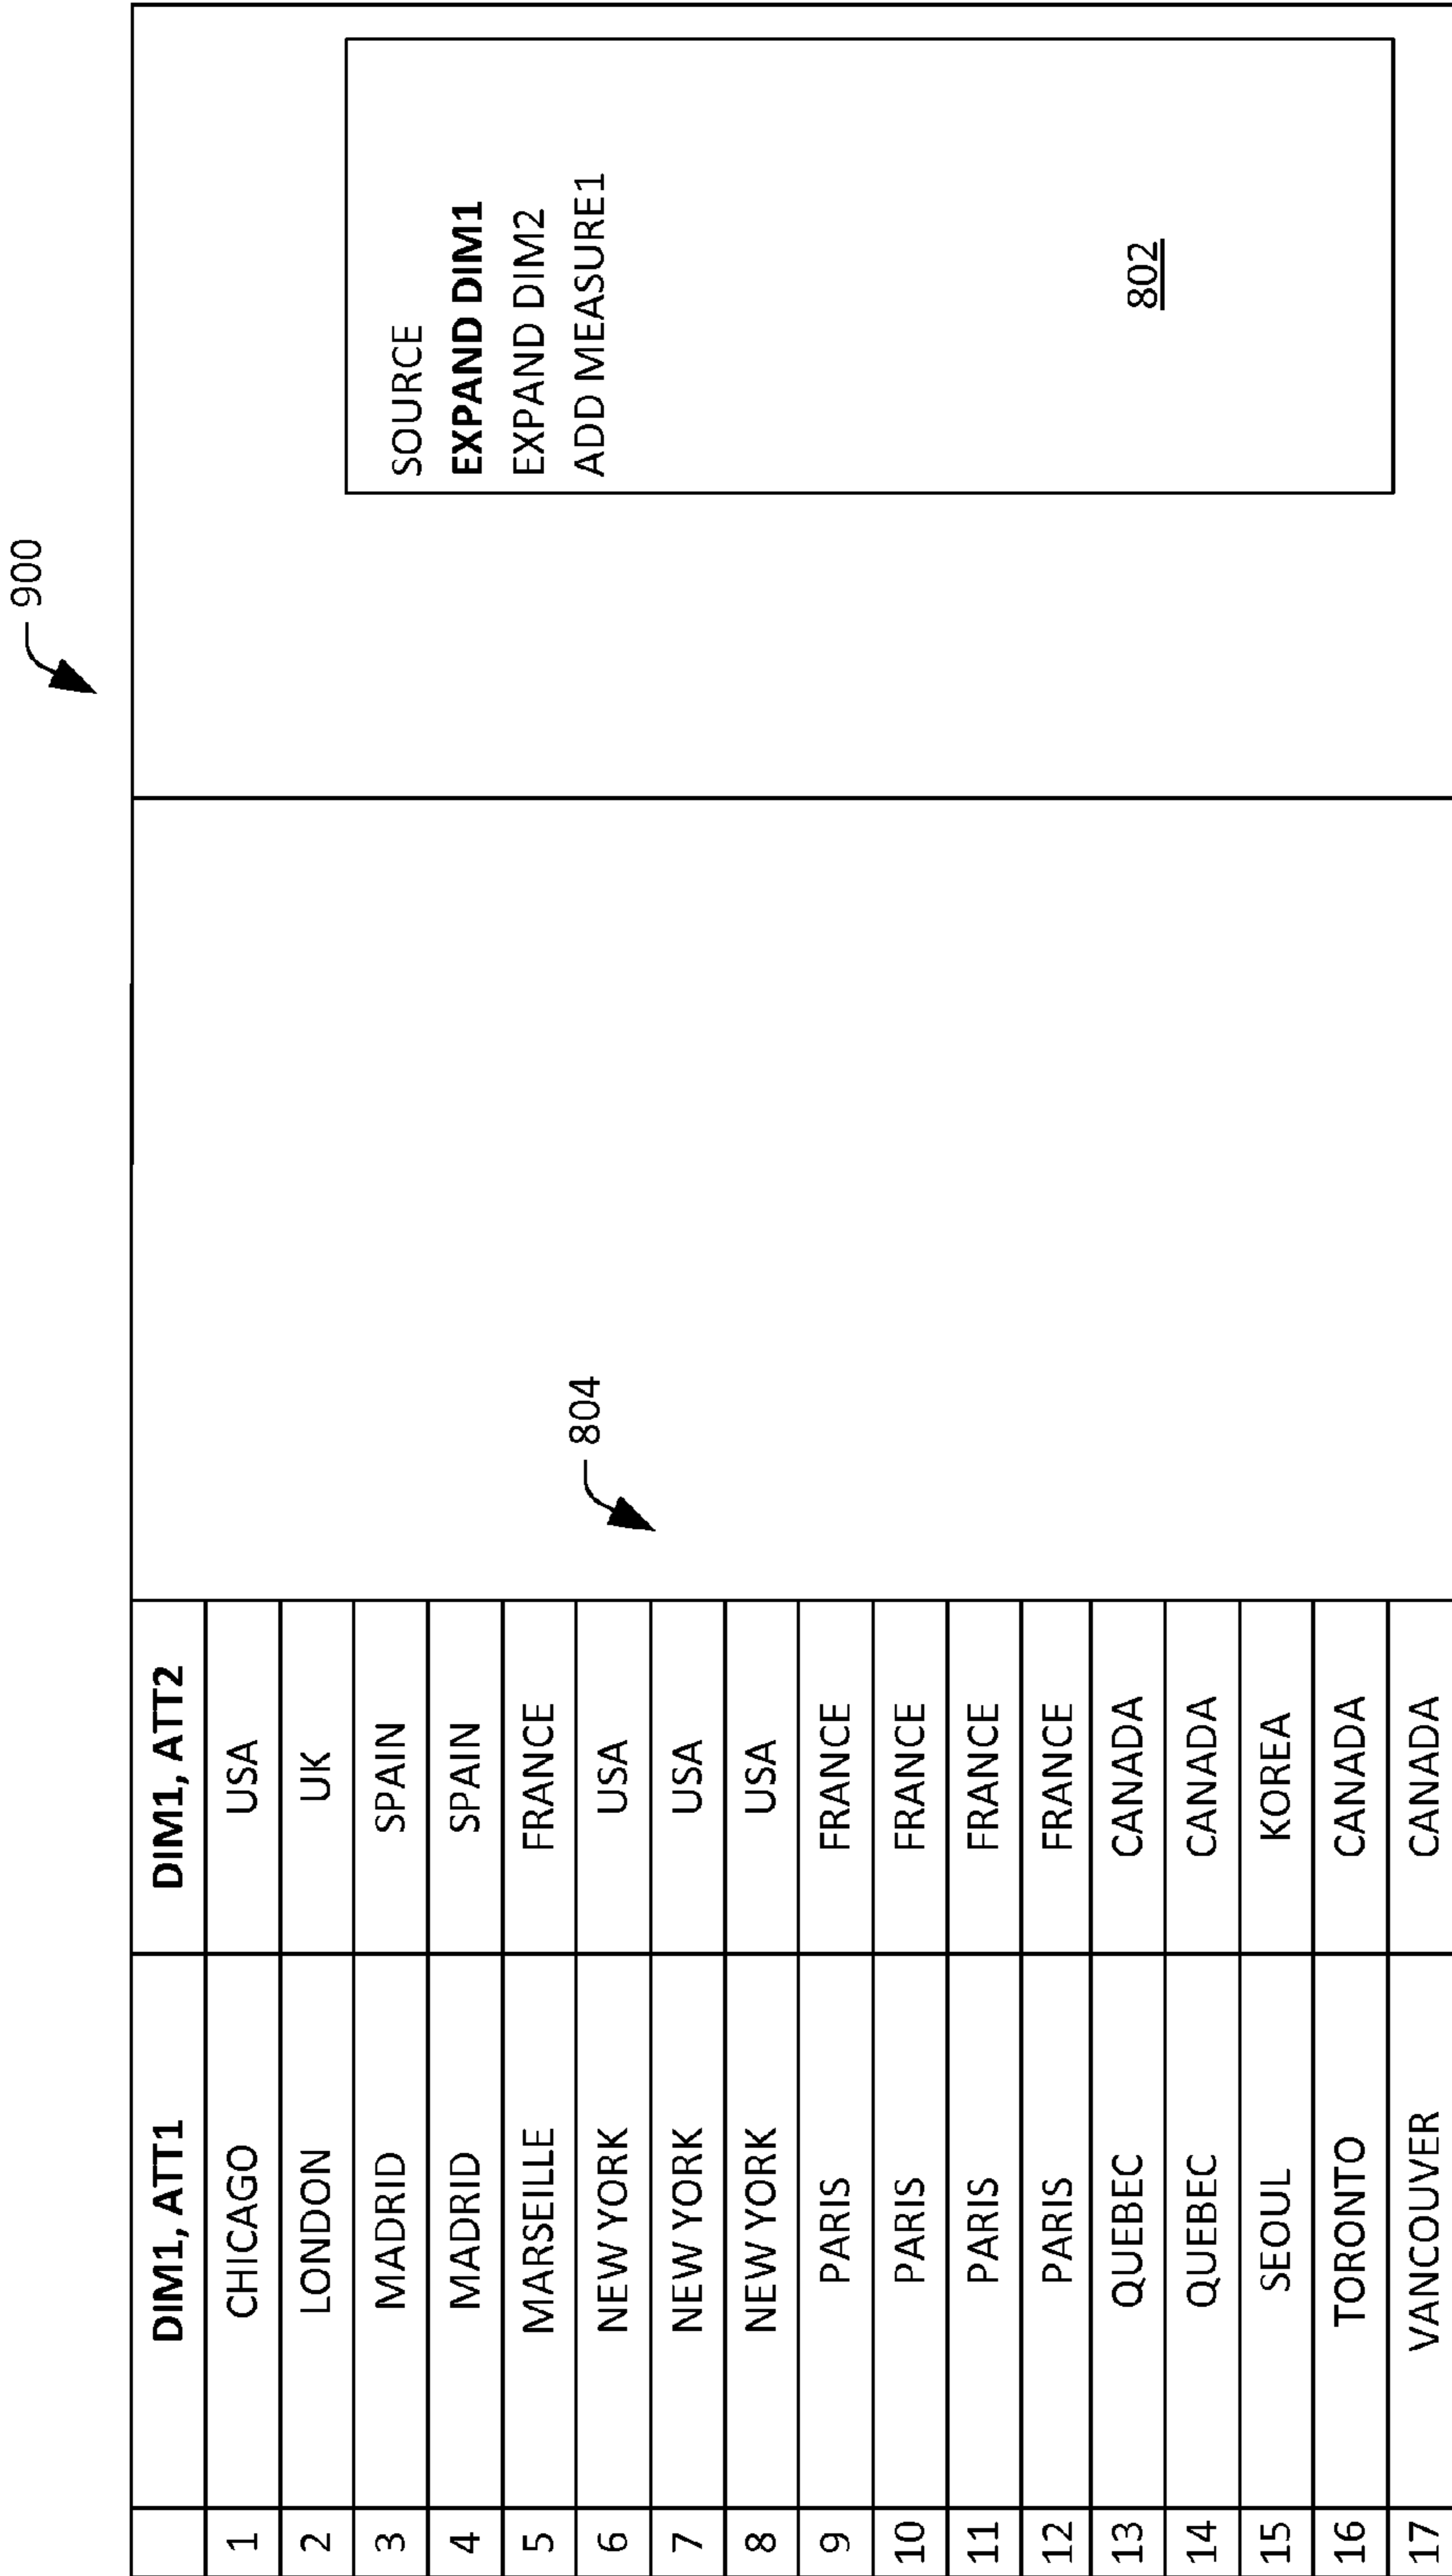 900
DIM1, ATT1 DIM1, ATT2
1 CHICAGO USA
2 LONDON UK
3 MADRID SPAIN
4 MADRID SPAIN
5 MARSEILLE FRANCE
6 NEW YORK USA
7 NEW YORK USA
8 NEW YORK USA
9 PARIS FRANCE
10 PARIS FRANCE
11 PARIS FRANCE
12 PARIS FRANCE
13 QUEBEC CANADA
14 QUEBEC CANADA
15 SEOUL KOREA
16 TORONTO CANADA
17 VANCOUVER CANADA
804
SOURCE
EXPAND DIM1
EXPAND DIM2
ADD MEASURE1
802